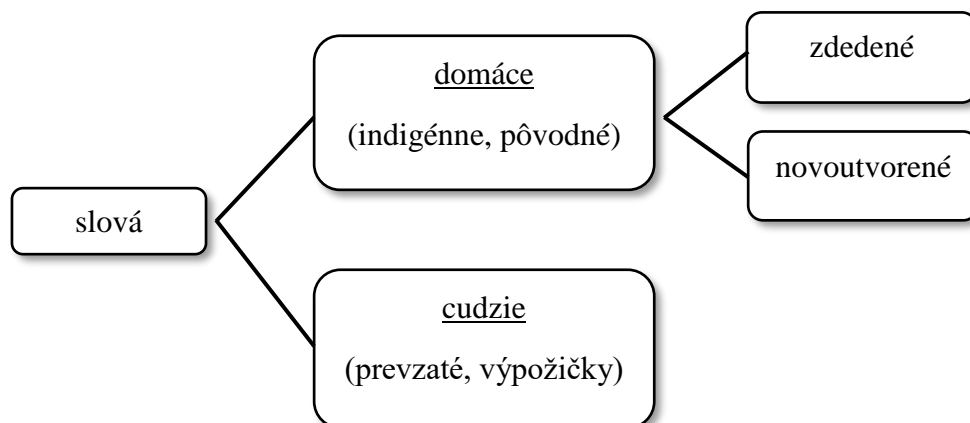 slová
domáce
(indigénne, pôvodné)
zdedené
novoutvorené
cudzie
(prevzaté, výpožičky)